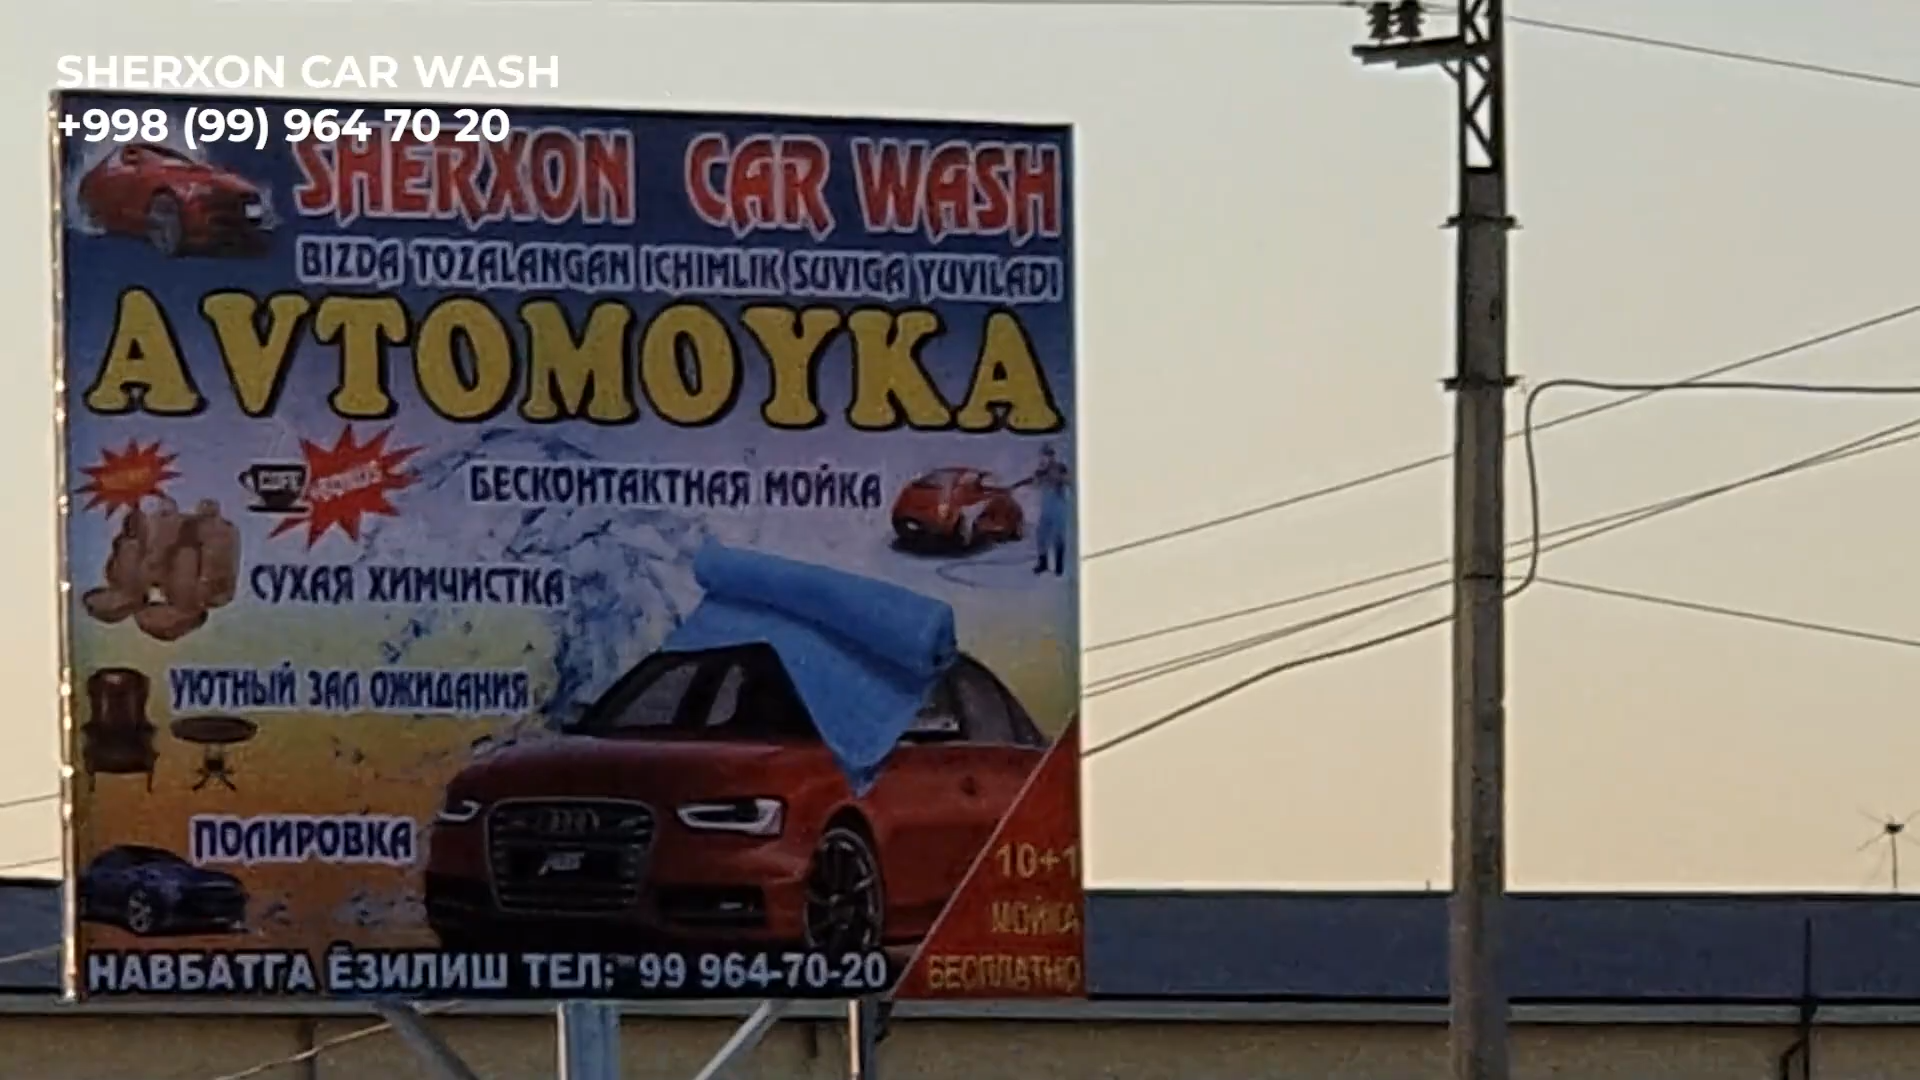 SHERXON CAR WASH
+998 (99) 964 70 20
SHERXON CAR WASH
BIZDA TOZALANGAN ICHIMLIK SUVIGA YUVILADI
AVTOMOYKA
БЕСКОНТАКТНАЯ МОЙКА
СУХАЯ ХИМЧИСТКА
УЮТНЫЙ ЗАЛ ОЖИДАНИЯ
ПОЛИРОВКА
10+1
МОЙКА
БЕСПЛАТНО
НАВБАТГА ЁЗИЛИШ ТЕЛ: 99 964-70-20